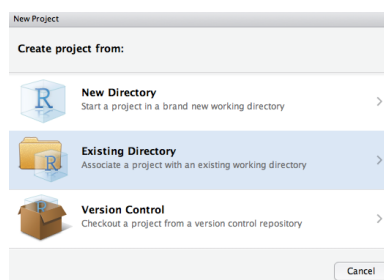 New Project
Create project from:
R
New Directory
Start a project in a brand new working directory
R
Existing Directory
Associate a project with an existing working directory
R
Version Control
Checkout a project from a version control repository
Cancel